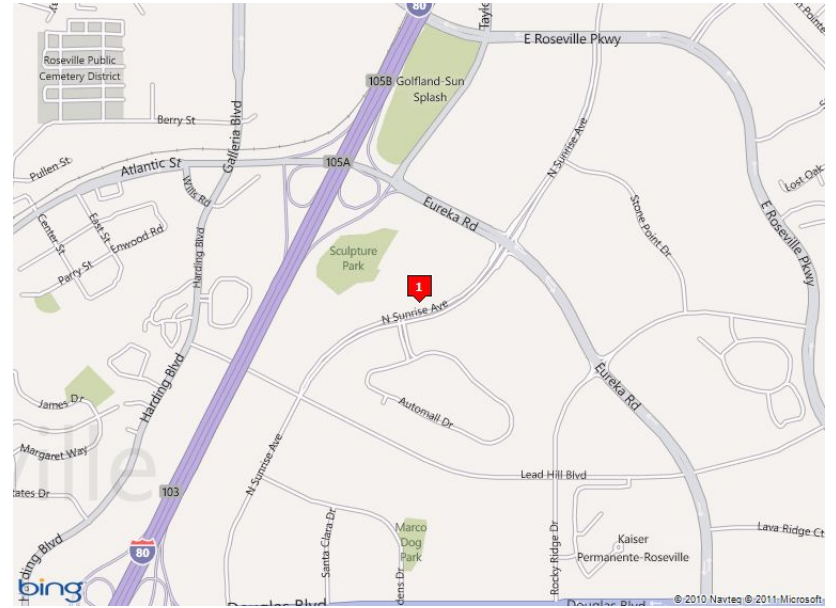 80
Taylo
E Roseville Pkwy
Roseville Public
Cemetery District
105B
Golfland-Sun
Splash
Berry St
Galleria Blvd
N Sunrise Ave
Pullen St
Atlantic St
105A
Wills Rd
Lost Oak
Stone Point Dr
Eureka Rd
E Roseville Pkwy
Center St
East St
Enwood Rd
Parry St
Harding Blvd
Sculpture
Park
1
N Sunrise Ave
Eureka Rd
James Dr
Harding Blvd
Automall Dr
Margaret Way
ville
N Sunrise Ave
Lead Hill Blvd
tates Dr
103
Santa Clara Dr
Marco
Dog
Park
Rocky Ridge Dr
Lava Ridge Ct
Kaiser
Permanente-Roseville
80
ding Blvd
dens Dr
bing
Douglas Blvd
Douglas Blvd
© 2010 Navteq © 2011 Microsoft